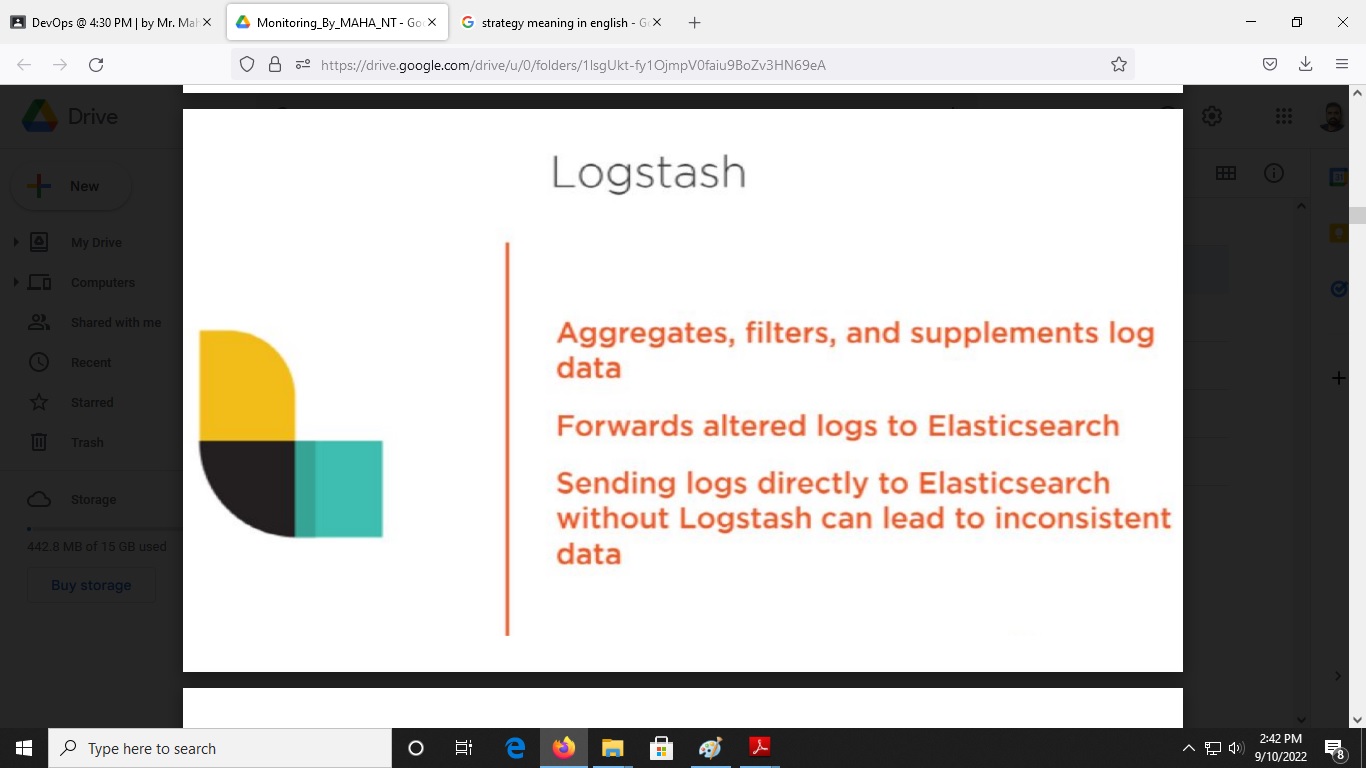 DevOps @ 4:30 PM | by Mr. Mah
Monitoring_By_MAHA_NT - Goo
strategy meaning in english - Go
https://drive.google.com/drive/u/0/folders/1lsgUkt-fy1OjmpV0faiu9BoZv3HN69eA
Drive
New
My Drive
Computers
Shared with me
Recent
Starred
Trash
Storage
442.8 MB of 15 GB used
Buy storage
Logstash
Aggregates, filters, and supplements log
data
Forwards altered logs to Elasticsearch
Sending logs directly to Elasticsearch
without Logstash can lead to inconsistent
data
Type here to search
2:42 PM
9/10/2022
8